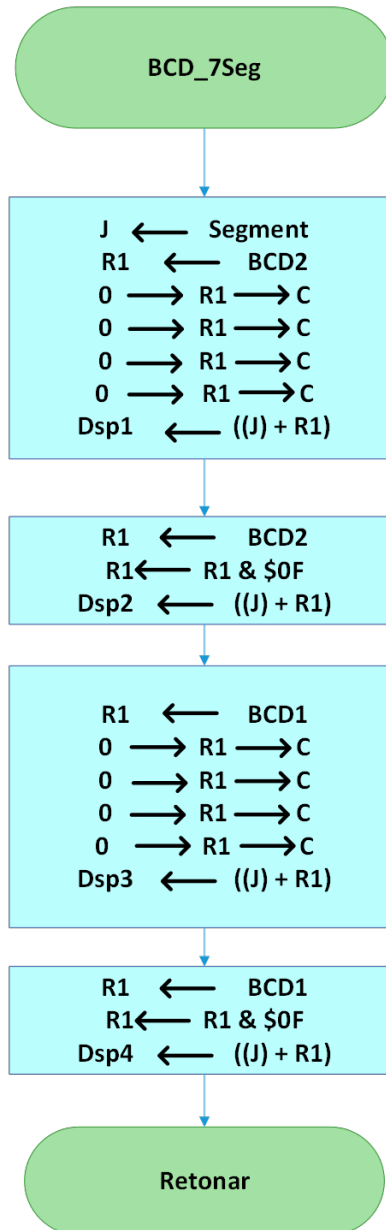 BCD_7Seg
J ← Segment
R1 ← BCD2
0 → R1 → C
0 → R1 → C
0 → R1 → C
0 → R1 → C
Dsp1 ← ((J) + R1)
R1 ← BCD2
R1 ← R1 & $0F
Dsp2 ← ((J) + R1)
R1 ← BCD1
0 → R1 → C
0 → R1 → C
0 → R1 → C
0 → R1 → C
Dsp3 ← ((J) + R1)
R1 ← BCD1
R1 ← R1 & $0F
Dsp4 ← ((J) + R1)
Retonar